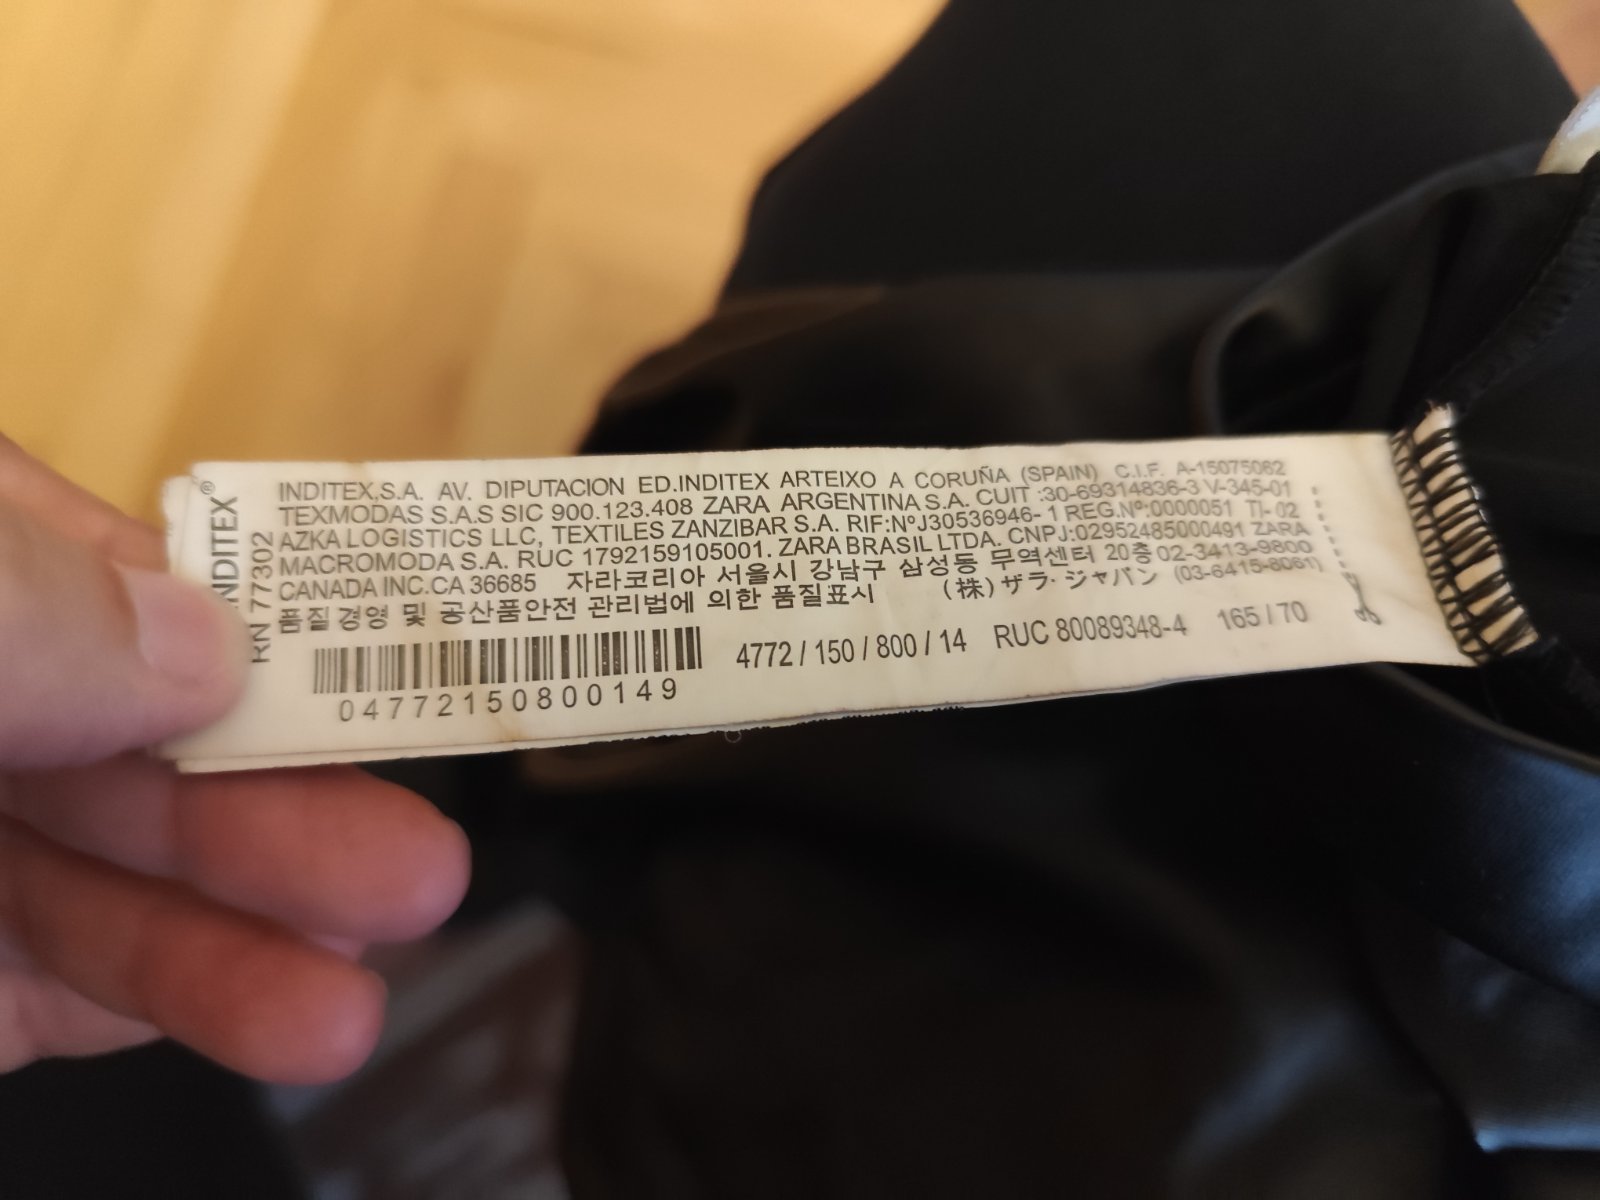 INDITEX®
RN 77302
INDITEX,S.A. AV. DIPUTACION ED.INDITEX ARTEIXO A CORUÑA (SPAIN) C.I.F. A-15075062
TEXMODAS S.A.S SIC 900.123.408 ZARA ARGENTINA S.A. CUIT :30-69314836-3 V-345-01
AZKA LOGISTICS LLC, TEXTILES ZANZIBAR S.A. RIF:NºJ30536946-1 REG.Nº:0000051 TI-02
MACROMODA S.A. RUC 1792159105001. ZARA BRASIL LTDA. CNPJ:02952485000491 ZARA
CANADA INC.CA 36685 자라코리아 서울시 강남구 삼성동 무역센터 20층 02-3413-9800
품질경영 및 공산품안전 관리법에 의한 품질표시 (株)ザラ・ジャパン (03-6415-8061)
4772 / 150 / 800 / 14 RUC 80089348-4 165 / 70
04772150800149